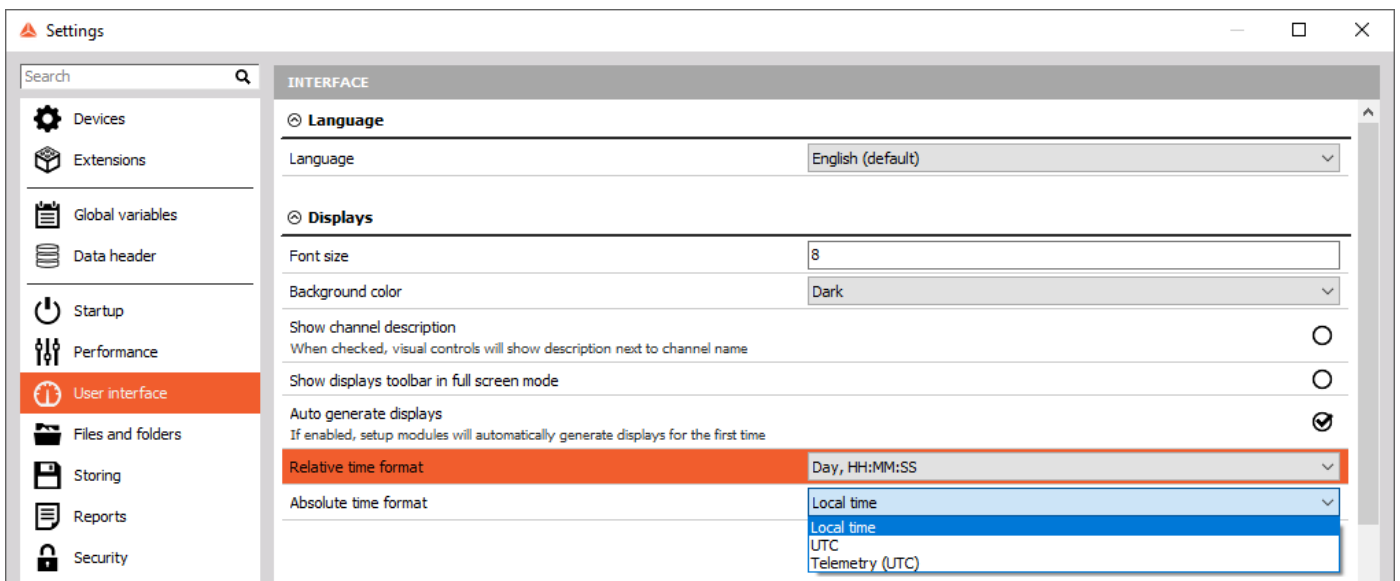 Settings
Search
INTERFACE
Devices
Extensions
Global variables
Data header
Startup
Performance
User interface
Files and folders
Storing
Reports
Security
Language
Language English (default)
Displays
Font size 8
Background color Dark
Show channel description
When checked, visual controls will show description next to channel name
Show displays toolbar in full screen mode
Auto generate displays
If enabled, setup modules will automatically generate displays for the first time
Relative time format Day, HH:MM:SS
Absolute time format Local time
Local time
UTC
Telemetry (UTC)